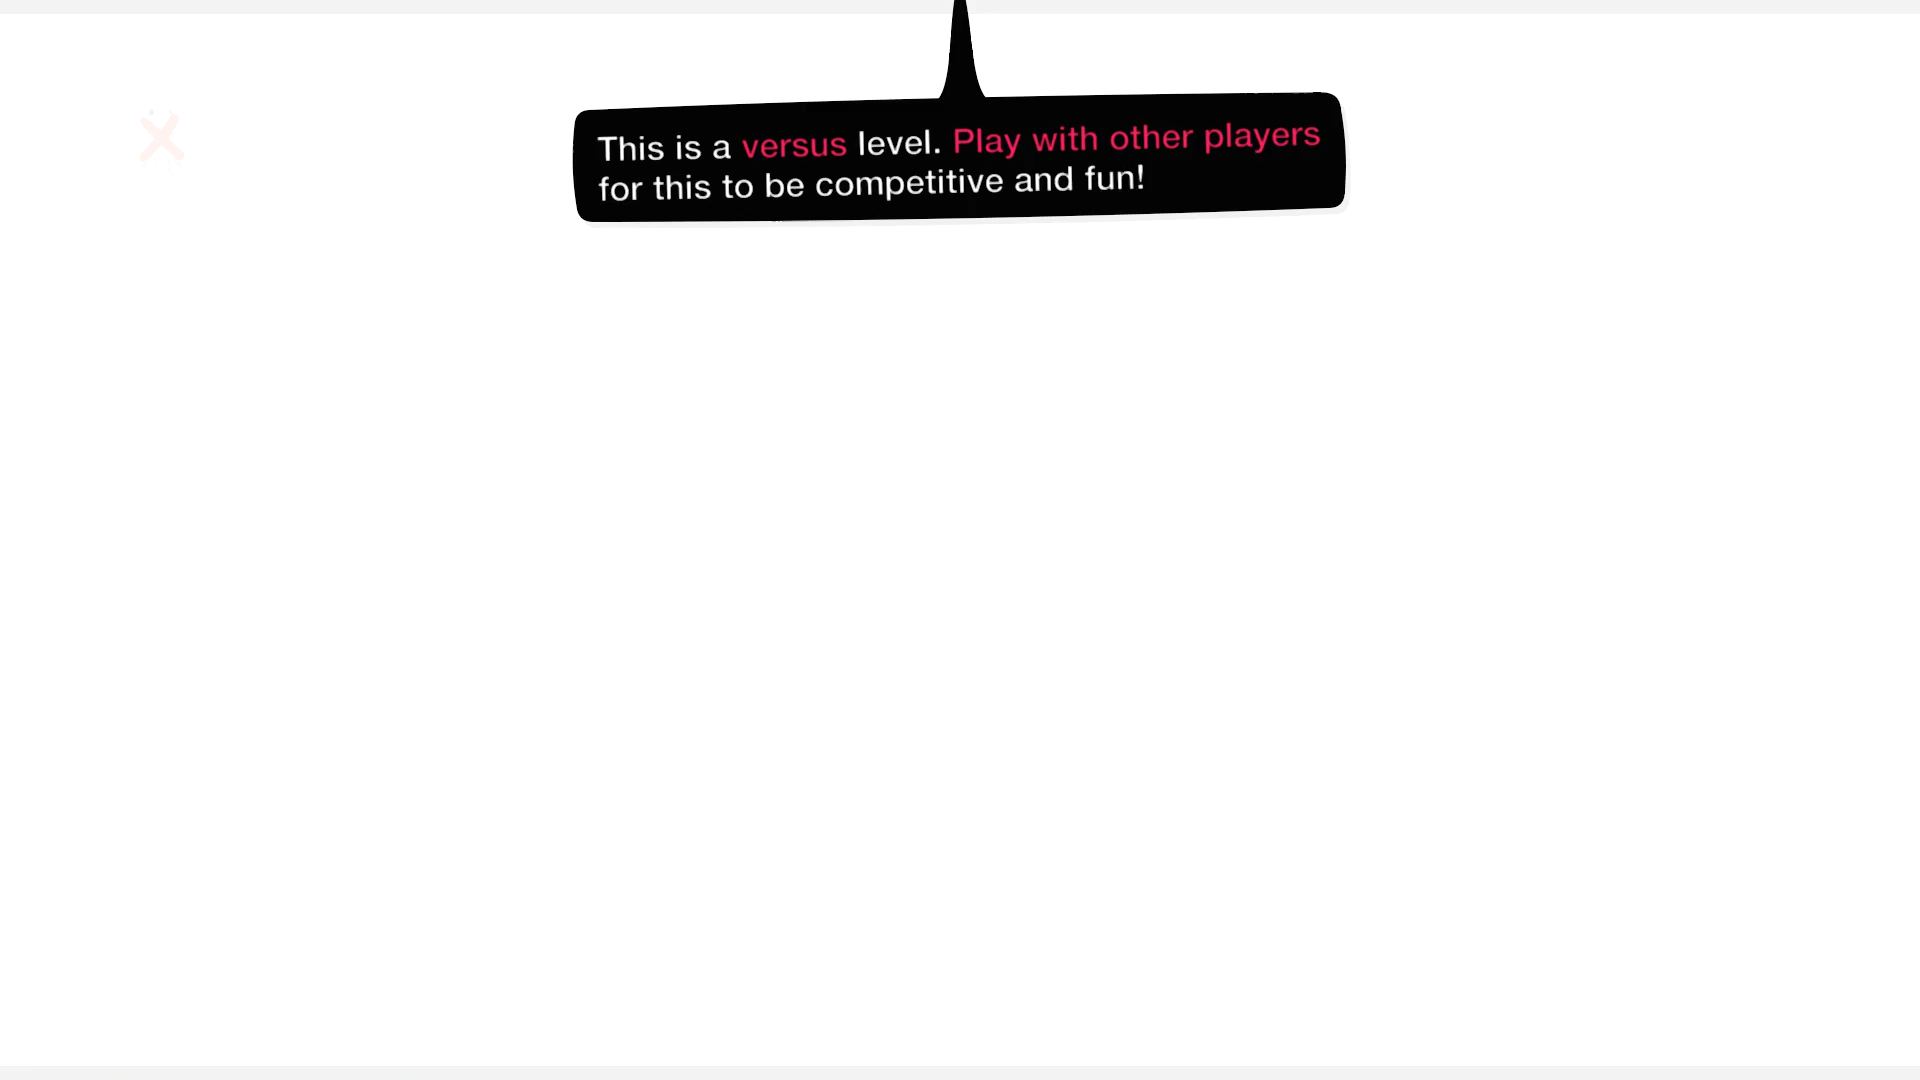 This is a versus level. Play with other players
for this to be competitive and fun!